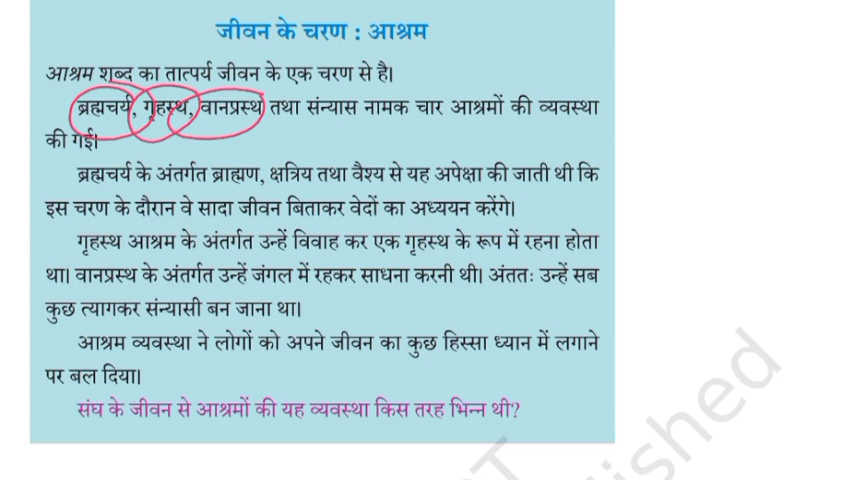 जीवन के चरण : आश्रम
आश्रम शब्द का तात्पर्य जीवन के एक चरण से है।
ब्रह्मचर्य, गृहस्थ, वानप्रस्थ तथा संन्यास नामक चार आश्रमों की व्यवस्था
की गई।
ब्रह्मचर्य के अंतर्गत ब्राह्मण, क्षत्रिय तथा वैश्य से यह अपेक्षा की जाती थी कि
इस चरण के दौरान वे सादा जीवन बिताकर वेदों का अध्ययन करेंगे।
गृहस्थ आश्रम के अंतर्गत उन्हें विवाह कर एक गृहस्थ के रूप में रहना होता
था। वानप्रस्थ के अंतर्गत उन्हें जंगल में रहकर साधना करनी थी। अंततः उन्हें सब
कुछ त्यागकर संन्यासी बन जाना था।
आश्रम व्यवस्था ने लोगों को अपने जीवन का कुछ हिस्सा ध्यान में लगाने
पर बल दिया।
संघ के जीवन से आश्रमों की यह व्यवस्था किस तरह भिन्न थी?